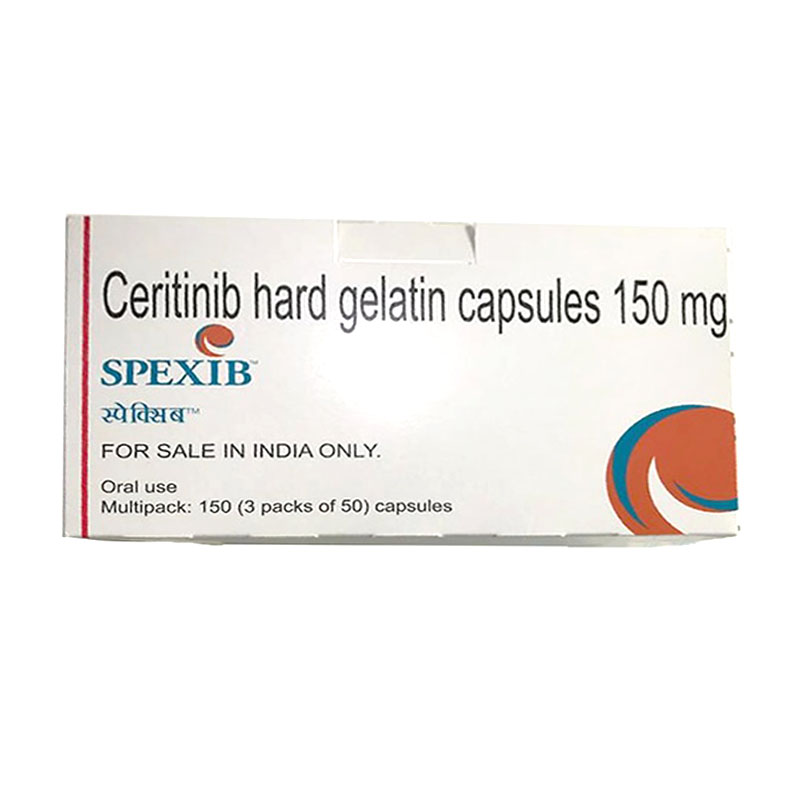 Ceritinib hard gelatin capsules 150 mg
SPEXIB™
स्पेक्सिब™
FOR SALE IN INDIA ONLY.
Oral use
Multipack: 150 (3 packs of 50) capsules